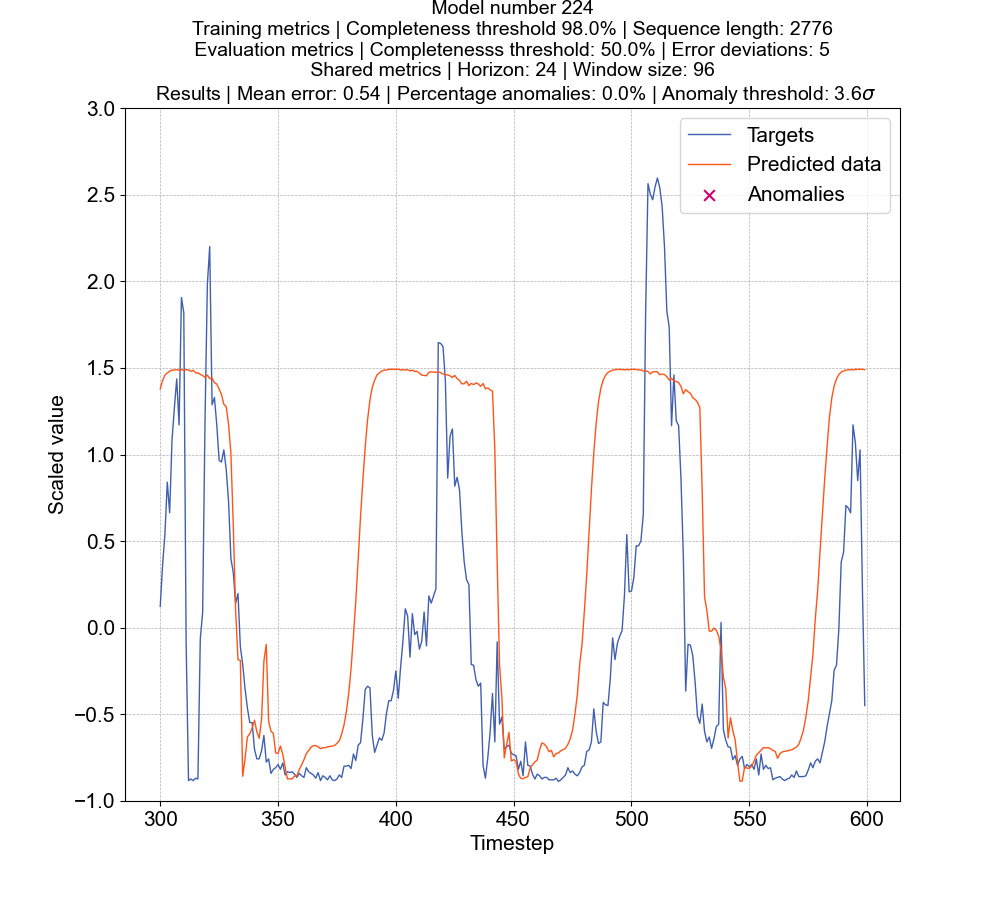 Model number 224
Training metrics | Completeness threshold 98.0% | Sequence length: 2776
Evaluation metrics | Completenesss threshold: 50.0% | Error deviations: 5
Shared metrics | Horizon: 24 | Window size: 96
Results | Mean error: 0.54 | Percentage anomalies: 0.0% | Anomaly threshold: 3.6σ
Targets
Predicted data
Anomalies
Scaled value
3.0
2.5
2.0
1.5
1.0
0.5
0.0
−0.5
−1.0
300 350 400 450 500 550 600
Timestep